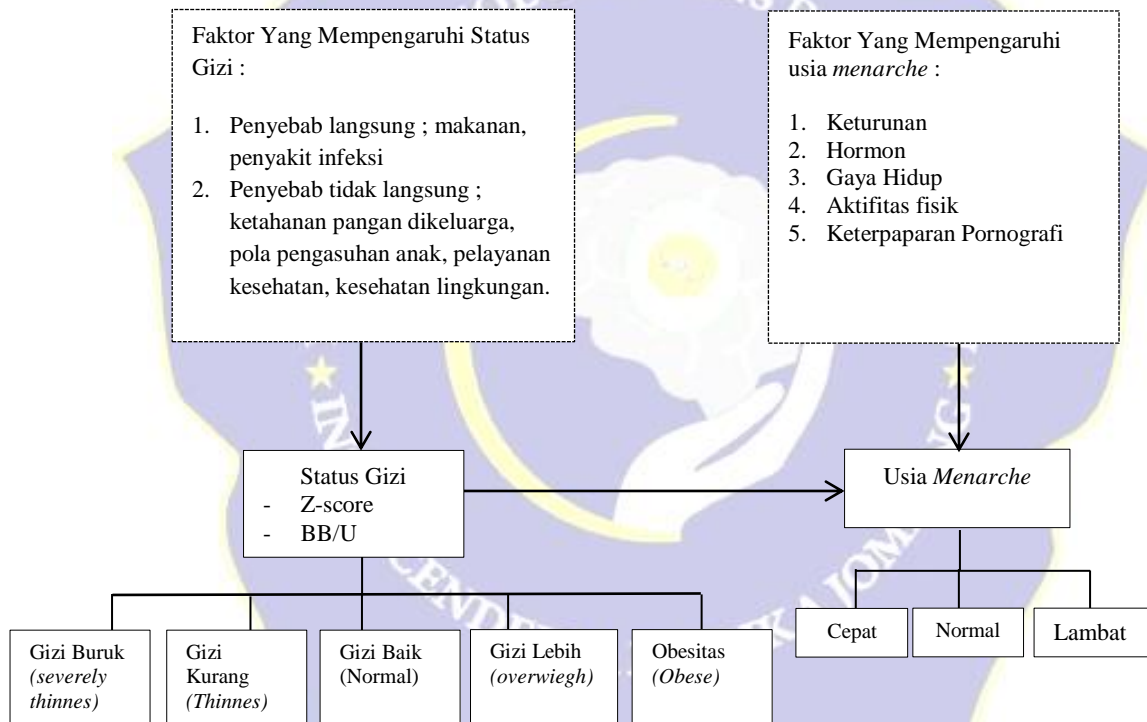 Faktor Yang Mempengaruhi Status
Gizi :
1. Penyebab langsung ; makanan,
penyakit infeksi
2. Penyebab tidak langsung ;
ketahanan pangan dikeluarga,
pola pengasuhan anak, pelayanan
kesehatan, kesehatan lingkungan.
Faktor Yang Mempengaruhi
usia menarche :
1. Keturunan
2. Hormon
3. Gaya Hidup
4. Aktifitas fisik
5. Keterpaparan Pornografi
Status Gizi
- Z-score
- BB/U
Usia Menarche
Gizi Buruk
(severely
thinnes)
Gizi
Kurang
(Thinnes)
Gizi Baik
(Normal)
Gizi Lebih
(overwiegh)
Obesitas
(Obese)
Cepat
Normal
Lambat